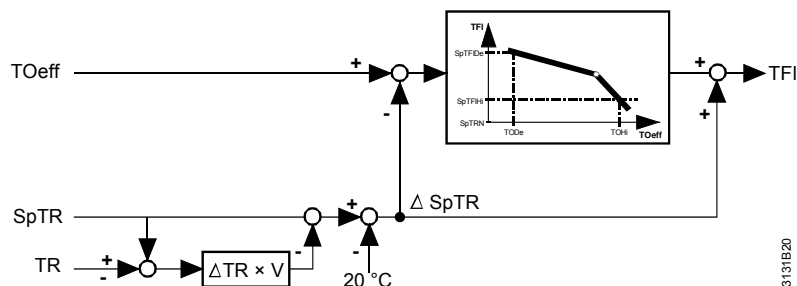 TFI
SpTFIDe
SpTFIHi
SpTRN
TODe
TOHi
TOeff
TOeff
+
-
+
+
TFI
SpTR
+
-
Δ SpTR
TR
+
-
ΔTR × V
-
20 °C
3131B20